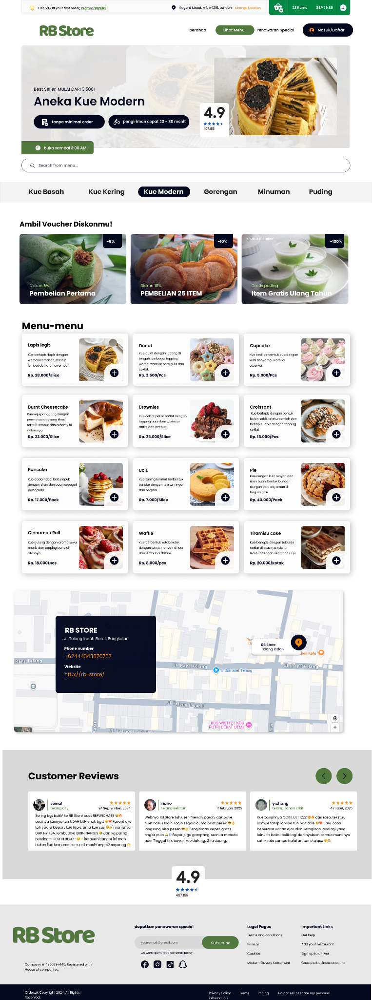 Get 5% Off your first order, Promo: ORDER5
Regent Street, A4, A4201, London Change Location
23 Items
GBP 79.89
RB Store
beranda
Lihat Menu
Penawaran Special
Masuk/Daftar
Best Seller, MULAI DARI 3.500!
Aneka Kue Modern
tanpa minimal order
pengiriman cepat 20 - 30 menit
4.9
407,155
buka sampai 3:00 AM
Search from menu...
Kue Basah
Kue Kering
Kue Modern
Gorengan
Minuman
Puding
Ambil Voucher Diskonmu!
-5%
Diskon 5%
Pembelian Pertama
-10%
Diskon 10%
PEMBELIAN 25 ITEM
khusus member
-100%
Gratis puding
Item Gratis Ulang Tahun
Menu-menu
Lapis legit
Kue berlapis-lapis dengan
warna keemasan, tekstur
lembut dan aroma rempah.
Rp. 28.000/slice
Donat
Kue bulat dengan lubang di
tengah, berbagai topping
warna-warni seperti gula dan
coklat.
Rp. 3.500/Pcs
Cupcake
Kue kecil berbentuk cup dengan
krim berwarna-warni di
atasnya.
Rp. 5.000/Pcs
Burnt Cheesecake
Kue keju panggang dengan
permukaan gosong khas,
tekstur lembut dan creamy di
dalamnya
Rp. 22.000/Slice
Brownies
Kue coklat pekat padat dengan
topping buah berry, tekstur
moist dan lembut.
Rp. 25.000/Slice
Croissant
Kue berlapis dengan bentuk
bulan sabit, tekstur renyah dan
berlapis-lapis dengan topping
coklat
Rp. 15.000/Pcs
Pancake
Kue dadar tebal bertumpuk
dengan sirup dan buah sebagai
pelengkap.
Rp. 17.000/Pack
Bolu
Kue kuning lembut berbentuk
bundar dengan tekstur ringan
dan berpori.
Rp. 7.000/Slice
Pie
Kue dengan kulit renyah dan
isian buah, bentuk bundar
dengan pola anyaman di
bagian atas.
Rp. 40.000/Pack
Cinnamon Roll
Kue gulung dengan aroma kayu
manis dan topping berry di
atasnya.
Rp. 18.000/pcs
Waffle
Kue berbentuk kotak-kotak
dengan tekstur renyah di luar
dan lembut di dalam.
Rp. 8.000/pcs
Tiramisu cake
Kue berlapis dengan taburan
coklat di atasnya, tekstur
lembut dengan sentuhan kopi.
Rp. 20.000/kotak
RB STORE
Jl. Telang Indah Barat, Bangkalan
Phone number
+62444343676767
Website
http://rb-store/
RB Store
Telang Indah
Kafe
Raya Telang
Jl. Raya Telang
Jl. Raya Telang
Indomaret Telang
Jl Telang Indah I
KOS WISTI 2 ( KOS
PUTRI DEKAT UTM)
Customer Reviews
seinal
telang city
24 September, 2024
Sering bgt balik² ke RB Store buat REPURCHASE 😭🔥
soalnya kuenya tuh UDAH LAH enak bgtt 😭❤️ Favorit aku
tuh yaa si klepon, kue lapis, ama kue sus 😻💅 manisnya
GAK NYIKSA, lembutnya BIKIN NANGIS 😭 dan yg paling
penting—FRESHH BEUD!! 😋✨ ketauan banget ini mah
bukan kue kemaren sore, asli masih anget2 sayangg 🫶
ridho
telang selatan
17 februari, 2025
Webnya RB Store tuh user-friendly parah, gak pake
ribet harus login-login segala cuma buat pesen 😎👌
langsung bisa pesen 😎👌 Pengiriman cepet, gratis
ongkir pula 🛵💨 Bayar juga gampang, semua metode
ada. Tinggal klik, bayar, kue dateng. Gitu doang.
yichang
telang kanan dikit
4 maret, 2025
Kue basahnya GOKIL BETTZZZ 🤯🔥 dari rasa, tekstur,
sampe tampilannya tuh niat abis 😭❤️ Baru coba
beberapa varian aja udah ketagihan, apalagi yang
lain... fix bakal balik lagi dan nyobain semua menunya
satu-satu sampe hafal urutan etalase 😤🍰
4.9
407,155
RB Store
Company # 490039-445, Registered with
House of companies.
dapatkan penawaran special
youremail@gmail.com
Subscribe
we wont spam, read our email policy
Legal Pages
Terms and conditions
Privacy
Cookies
Modern Slavery Statement
Important Links
Get help
Add your restaurant
Sign up to deliver
Create a business account
Order.uk Copyright 2024, All Rights
Reserved.
Privacy Policy
Terms
Pricing
Do not sell or share my personal
information